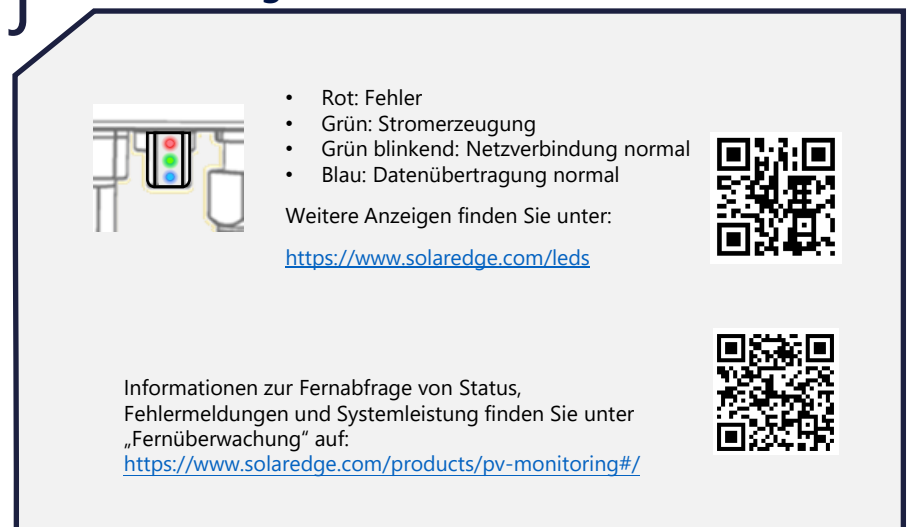 • Rot: Fehler
• Grün: Stromerzeugung
• Grün blinkend: Netzverbindung normal
• Blau: Datenübertragung normal
Weitere Anzeigen finden Sie unter:
https://www.solaredge.com/leds
Informationen zur Fernabfrage von Status,
Fehlermeldungen und Systemleistung finden Sie unter
„Fernüberwachung“ auf:
https://www.solaredge.com/products/pv-monitoring#/